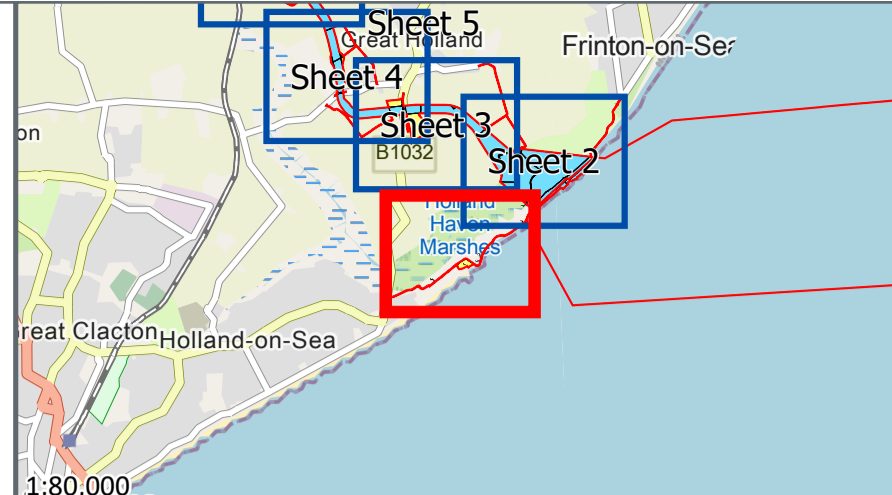 Sheet 5
Great Holland
Frinton-on-Sea
Sheet 4
on
Sheet 3
B1032
Sheet 2
Holland
Haven
Marshes
reat Clacton
Holland-on-Sea
1:80,000